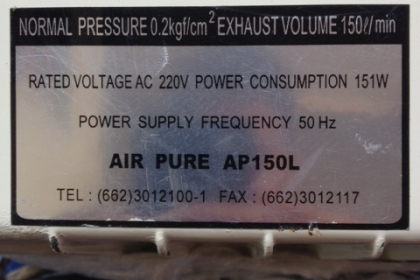 NORMAL PRESSURE 0.2kgf/cm² EXHAUST VOLUME 150ℓ/min
RATED VOLTAGE AC 220V POWER CONSUMPTION 151W
POWER SUPPLY FREQUENCY 50 Hz
AIR PURE AP150L
TEL : (662)3012100-1 FAX : (662)3012117